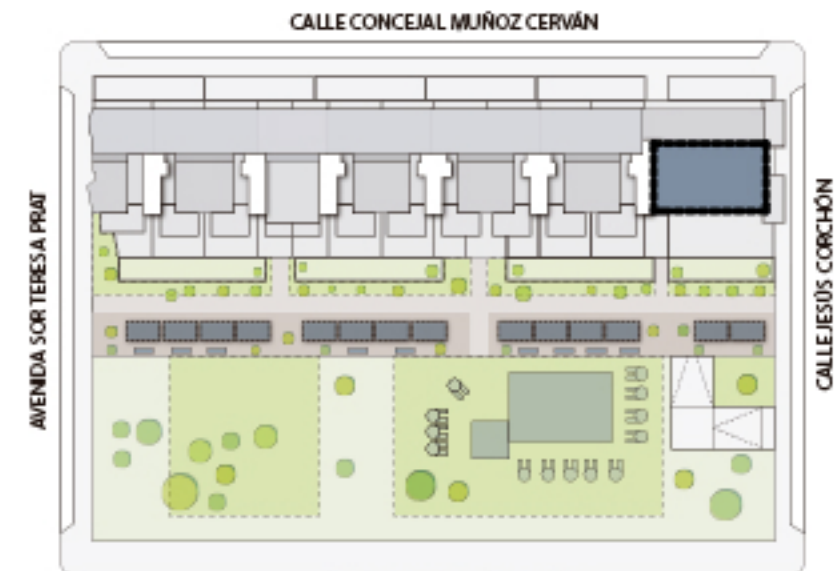 CALLE CONCEJAL MUÑOZ CERVÁN
AVENIDA SOR TERESA PRAT
CALLE JESÚS CORCHÓN